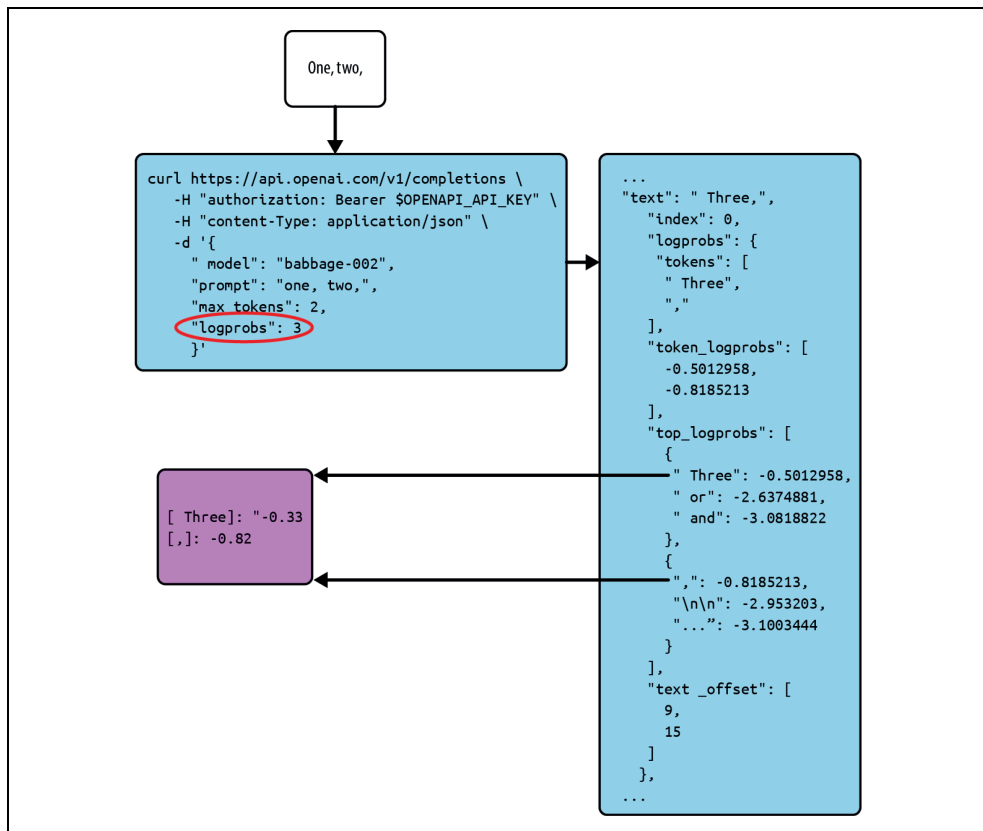 One, two,
curl https://api.openai.com/v1/completions \
-H "authorization: Bearer $OPENAPI_API_KEY" \
-H "content-Type: application/json" \
-d '{
" model": "babbage-002",
"prompt": "one, two,",
"max tokens": 2,
"logprobs": 3
}'
...
"text": " Three,",
"index": 0,
"logprobs": {
"tokens": [
" Three",
","
],
"token_logprobs": [
-0.5012958,
-0.8185213
],
"top_logprobs": [
{
" Three": -0.5012958,
" or": -2.6374881,
" and": -3.0818822
},
{
",": -0.8185213,
"\n\n": -2.953203,
"...”: -3.1003444
}
],
"text _offset": [
9,
15
]
},
...
[ Three]: "-0.33
[,]: -0.82